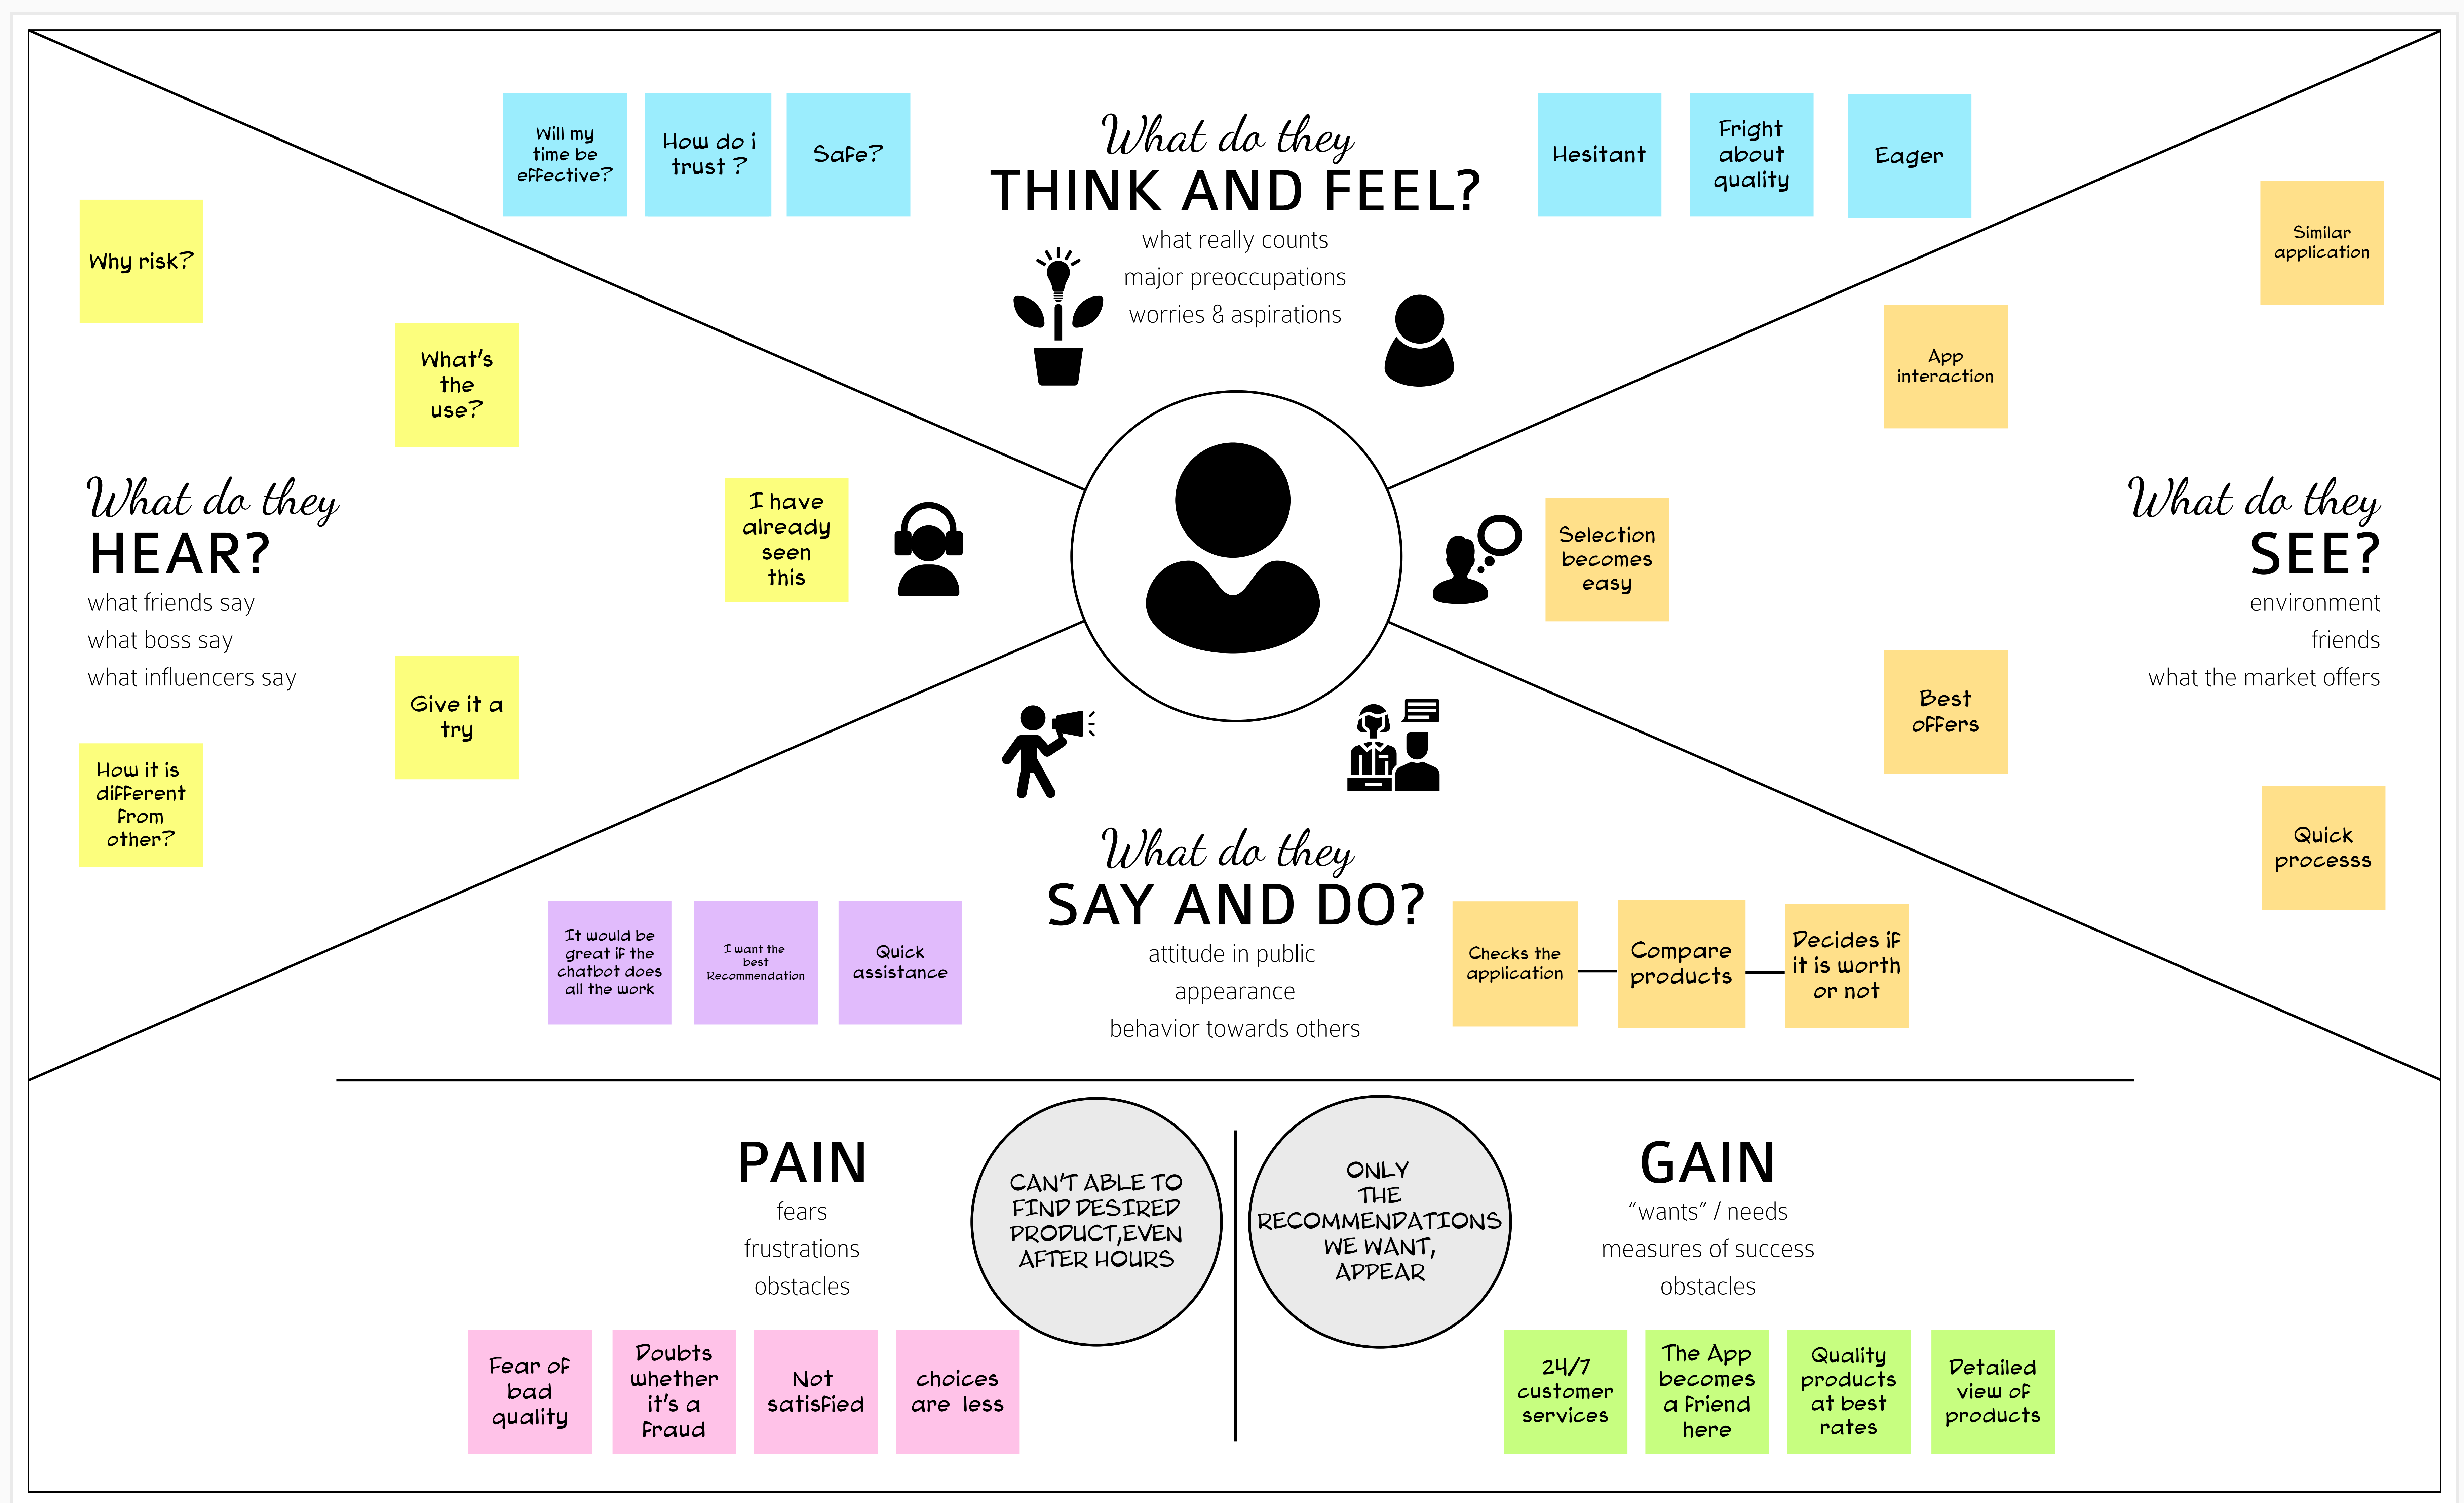 What do they
THINK AND FEEL?
what really counts
major preoccupations
worries & aspirations
Will my
time be
effective?
How do i
trust ?
Safe?
Hesitant
Fright
about
quality
Eager
What do they
HEAR?
what friends say
what boss say
what influencers say
Why risk?
What's
the
use?
I have
already
seen
this
Give it a
try
How it is
different
from
other?
What do they
SEE?
environment
friends
what the market offers
Similar
application
App
interaction
Selection
becomes
easy
Best
offers
Quick
processs
What do they
SAY AND DO?
attitude in public
appearance
behavior towards others
It would be
great if the
chatbot does
all the work
I want the
best
Recommendation
Quick
assistance
Checks the
application
Compare
products
Decides if
it is worth
or not
PAIN
fears
frustrations
obstacles
CAN'T ABLE TO
FIND DESIRED
PRODUCT,EVEN
AFTER HOURS
Fear of
bad
quality
Doubts
whether
it's a
fraud
Not
satisfied
choices
are less
GAIN
“wants” / needs
measures of success
obstacles
ONLY
THE
RECOMMENDATIONS
WE WANT,
APPEAR
24/7
customer
services
The App
becomes
a friend
here
Quality
products
at best
rates
Detailed
view of
products